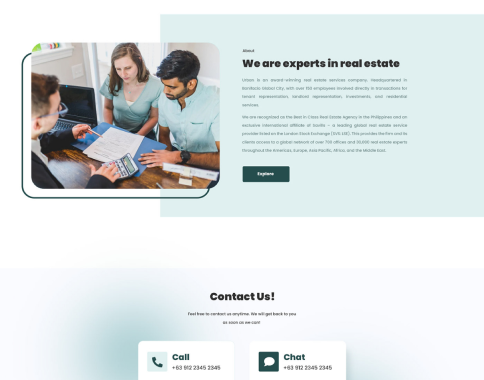 About
We are experts in real estate
Urbans is an award-winning real estate services company. Headquartered in
Bonifacio Global City, with over 150 employees involved directly in transactions for
tenant representation, landlord representation, investments, and residential
services.
We are recognized as the Best in Class Real Estate Agency in the Philippines and an
exclusive international affiliate of Savills – a leading global real estate service
provider listed on the London Stock Exchange (SVS LSE). This provides the firm and its
clients access to a global network of over 700 offices and 39,000 real estate experts
throughout the Americas, Europe, Asia Pacific, Africa, and the Middle East.
Explore
Contact Us!
Feel free to contact us anytime. We will get back to you
as soon as we can!
Call
+63 912 2345 2345
Chat
+63 912 2345 2345